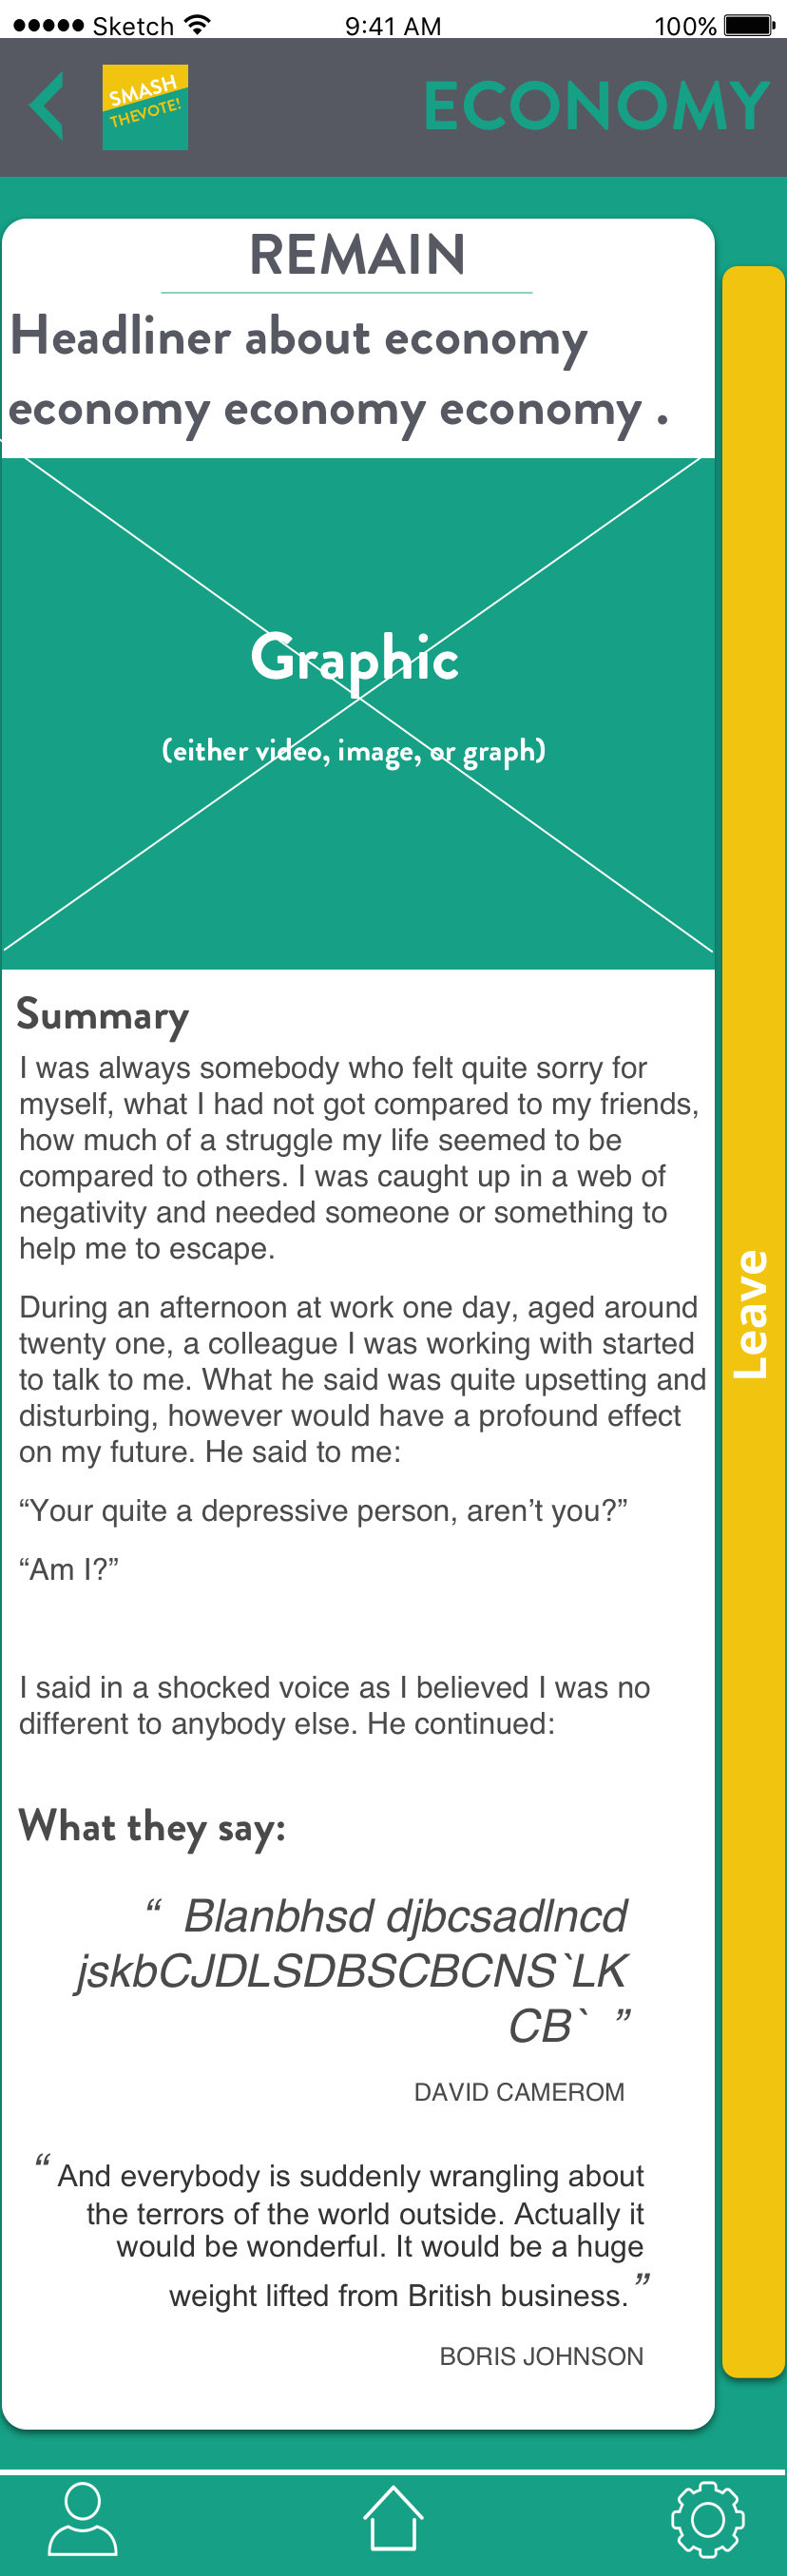 Sketch 9:41 AM 100%
SMASH
THEVOTE!
ECONOMY
REMAIN
Headliner about economy
economy economy economy .
Graphic
(either video, image, or graph)
Summary
I was always somebody who felt quite sorry for
myself, what I had not got compared to my friends,
how much of a struggle my life seemed to be
compared to others. I was caught up in a web of
negativity and needed someone or something to
help me to escape.
During an afternoon at work one day, aged around
twenty one, a colleague I was working with started
to talk to me. What he said was quite upsetting and
disturbing, however would have a profound effect
on my future. He said to me:
“Your quite a depressive person, aren’t you?”
“Am I?”
I said in a shocked voice as I believed I was no
different to anybody else. He continued:
What they say:
“ Blanbhsd djbcsadlncd
jskbCJDLSDBSCBCNS`LK
CB` ”
DAVID CAMEROM
“ And everybody is suddenly wrangling about
the terrors of the world outside. Actually it
would be wonderful. It would be a huge
weight lifted from British business. ”
BORIS JOHNSON
Leave